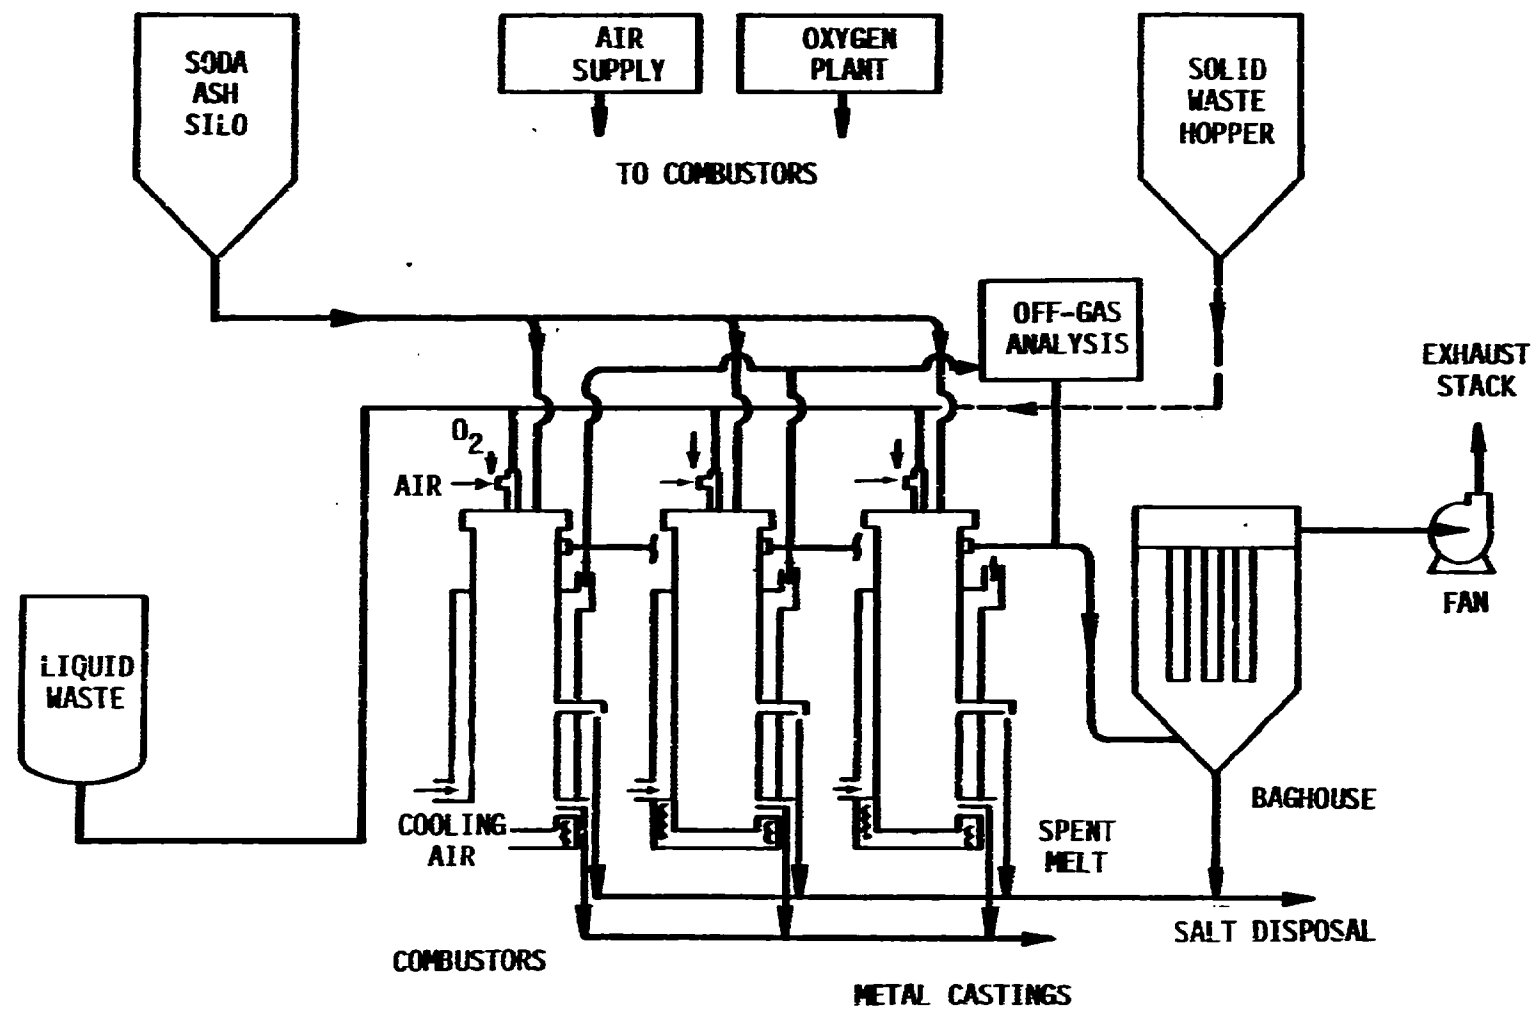 SODA
ASH
SILO
AIR
SUPPLY
OXYGEN
PLANT
SOLID
WASTE
HOPPER
TO COMBUSTORS
OFF-GAS
ANALYSIS
EXHAUST
STACK
O2
AIR
FAN
LIQUID
WASTE
BAGHOUSE
COOLING
AIR
SPENT
MELT
SALT DISPOSAL
COMBUSTORS
METAL CASTINGS